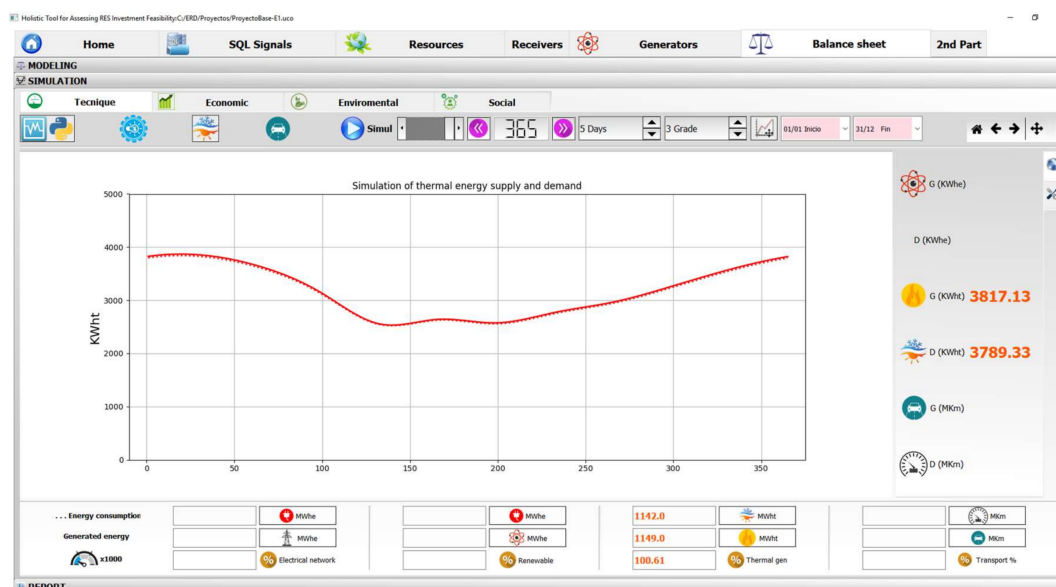 Holistic Tool for Assessing RES Investment Feasibility:C:/ERD/Proyectos/ProyectoBase-E1.uco
Home SQL Signals Resources Receivers Generators Balance sheet 2nd Part
MODELING
SIMULATION
Tecnique Economic Enviromental Social
Simul 365 5 Days 3 Grade 01/01 Inicio 31/12 Fin
Simulation of thermal energy supply and demand
5000
4000
3000
2000
1000
0
KWht
0 50 100 150 200 250 300 350
G (KWhe)
D (KWhe)
G (KWht) 3817.13
D (KWht) 3789.33
G (MKm)
D (MKm)
... Energy consumption MWhe MWhe 1142.0 MWht MKm
Generated energy MWhe MWhe 1149.0 MWht MKm
x1000 % Electrical network % Renewable 100.61 % Thermal gen % Transport %
REPORT